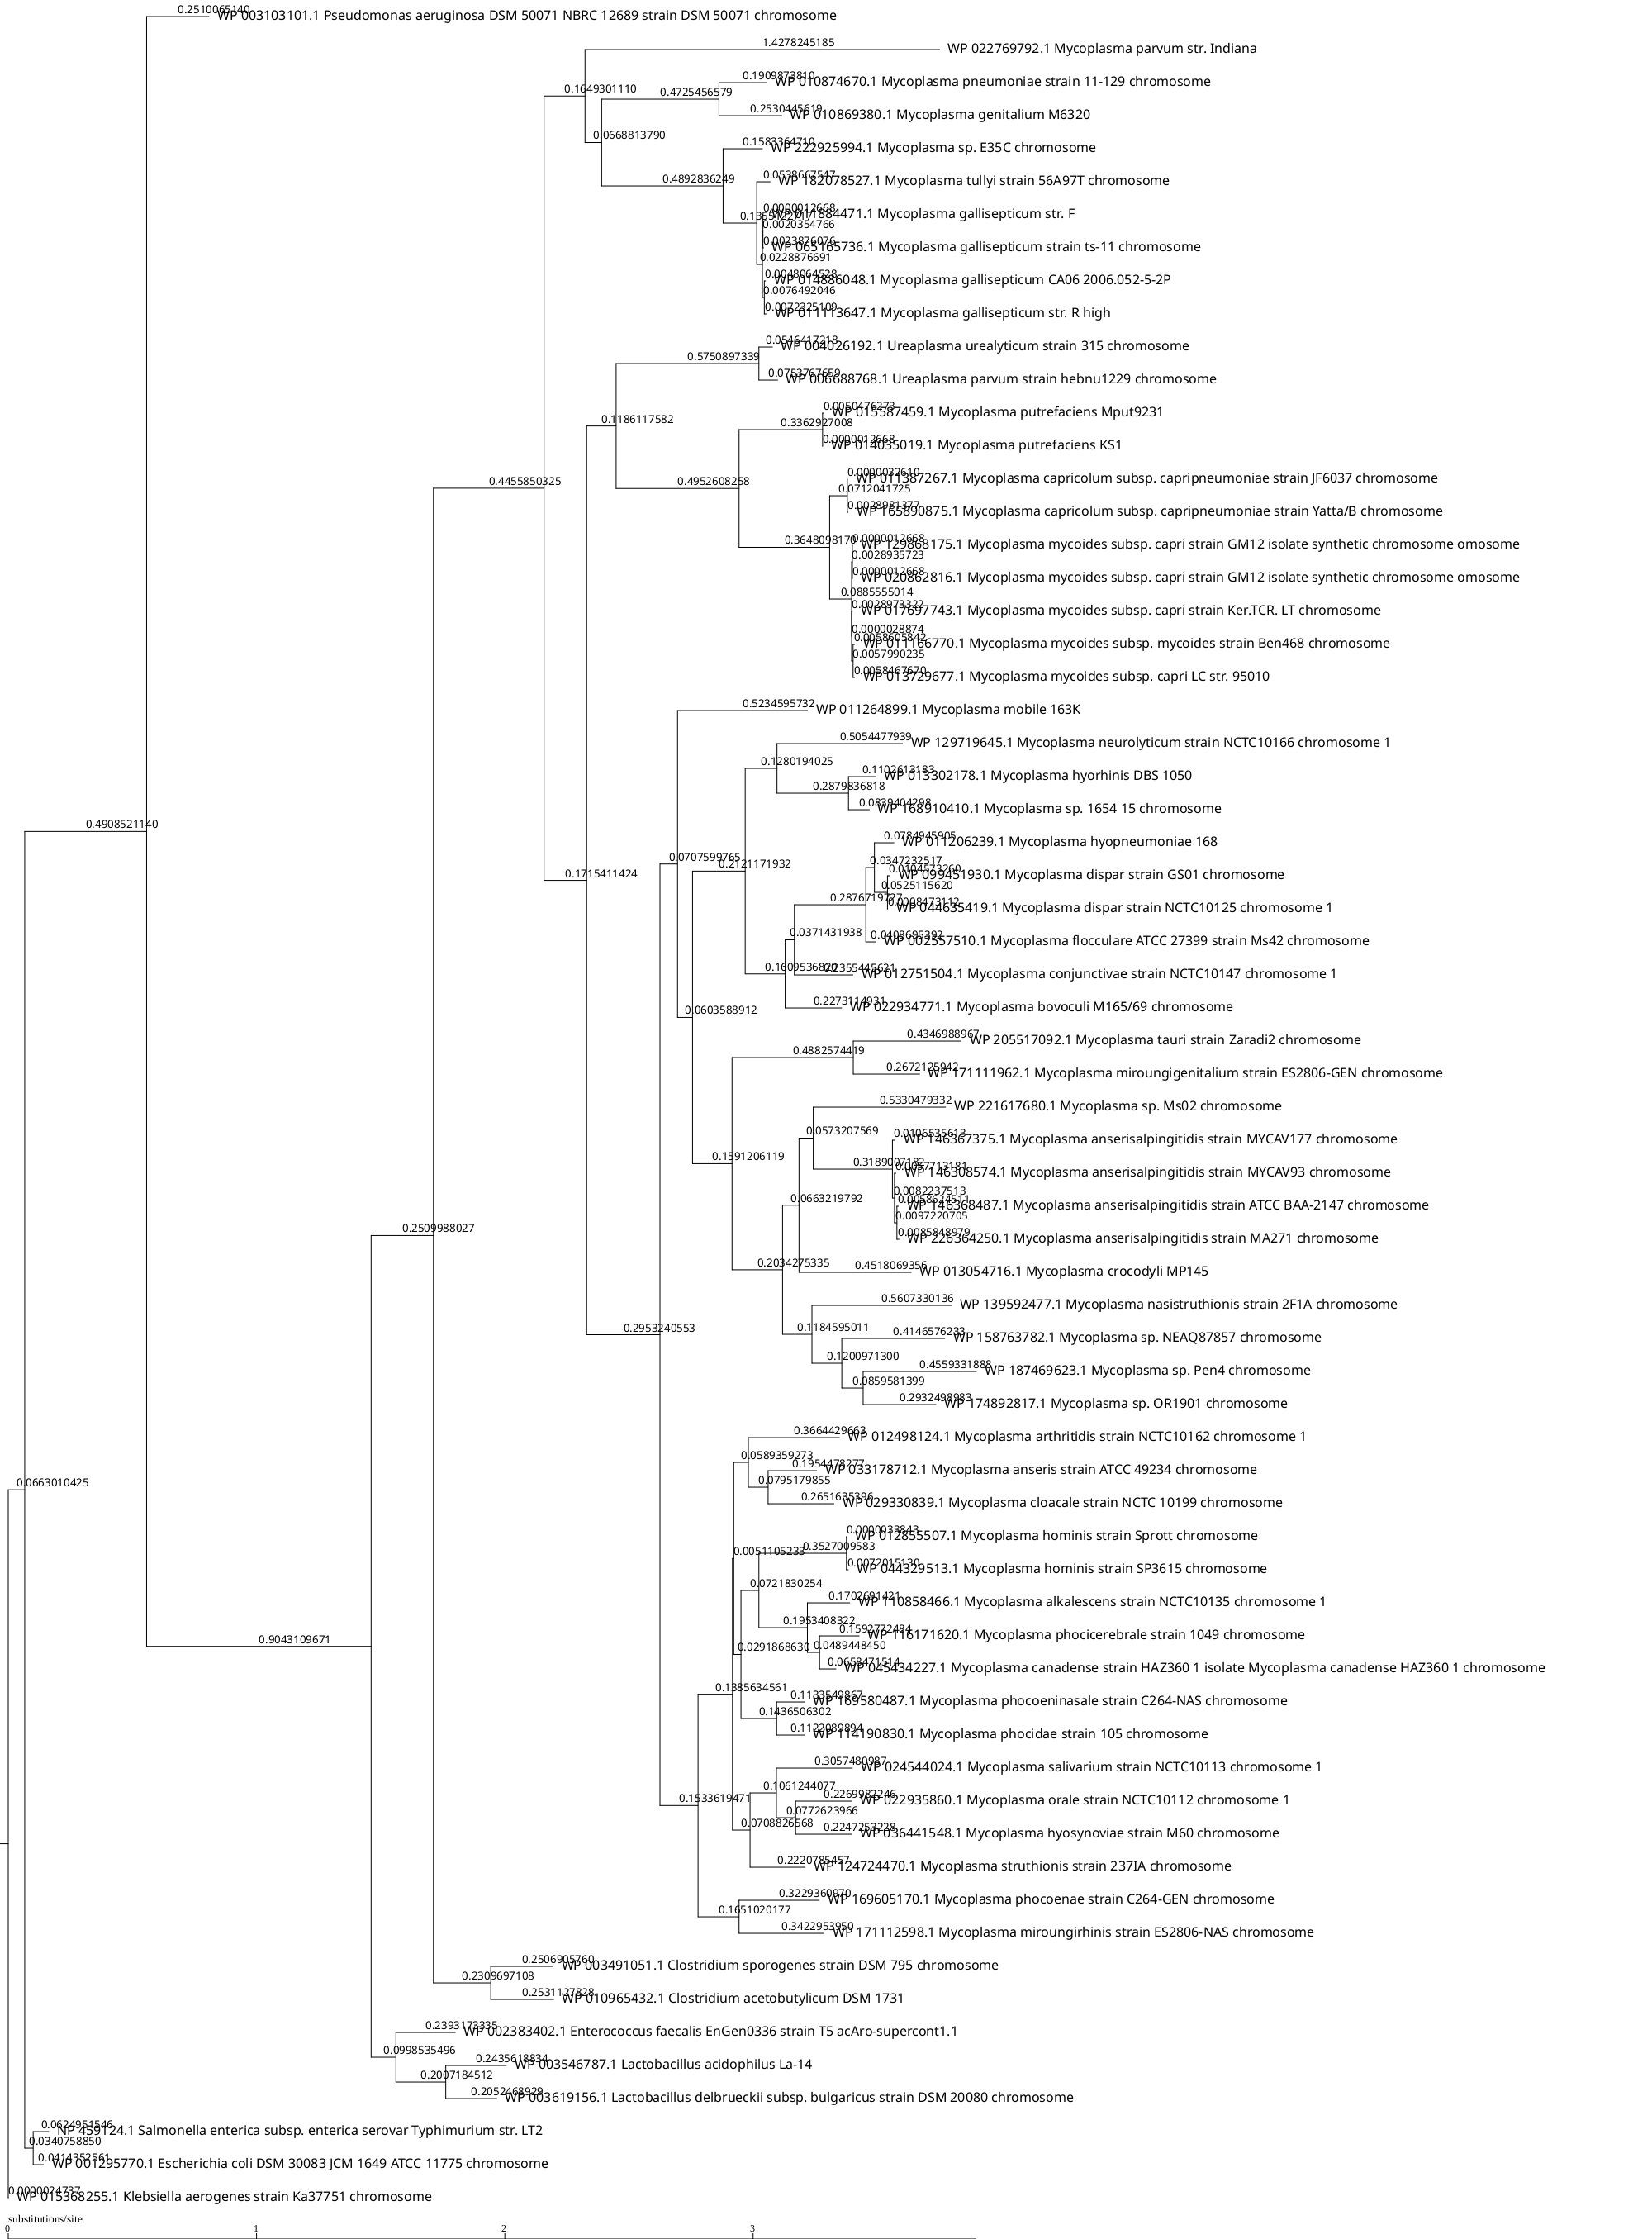 0.2510065140
WP 003103101.1 Pseudomonas aeruginosa DSM 50071 NBRC 12689 strain DSM 50071 chromosome
1.4278245185
WP 022769792.1 Mycoplasma parvum str. Indiana
0.1909873810
WP 010874670.1 Mycoplasma pneumoniae strain 11-129 chromosome
0.1649301110
0.4725456579
0.2530445619
WP 010869380.1 Mycoplasma genitalium M6320
0.0668813790
0.1583364710
WP 222925994.1 Mycoplasma sp. E35C chromosome
0.4892836249
0.0538667547
WP 182078527.1 Mycoplasma tullyi strain 56A97T chromosome
0.0000012668
WP 011884471.1 Mycoplasma gallisepticum str. F
0.0020354766
0.0023876076
WP 065165736.1 Mycoplasma gallisepticum strain ts-11 chromosome
0.0228876691
0.0048064528
WP 014886048.1 Mycoplasma gallisepticum CA06 2006.052-5-2P
0.0076492046
0.0072325109
WP 011113647.1 Mycoplasma gallisepticum str. R high
0.0546417218
WP 004026192.1 Ureaplasma urealyticum strain 315 chromosome
0.5750897339
0.0753767659
WP 006688768.1 Ureaplasma parvum strain hebnu1229 chromosome
0.0050476273
WP 015587459.1 Mycoplasma putrefaciens Mput9231
0.1186117582
0.3362927008
0.0000012668
WP 014035019.1 Mycoplasma putrefaciens KS1
0.0000032610
WP 011387267.1 Mycoplasma capricolum subsp. capripneumoniae strain JF6037 chromosome
0.4455850325
0.4952608258
0.0712041725
0.0028981377
WP 165890875.1 Mycoplasma capricolum subsp. capripneumoniae strain Yatta/B chromosome
0.3648098170
0.0000012668
WP 129868175.1 Mycoplasma mycoides subsp. capri strain GM12 isolate synthetic chromosome omosome
0.0028935723
0.0000012668
WP 020862816.1 Mycoplasma mycoides subsp. capri strain GM12 isolate synthetic chromosome omosome
0.0885555014
0.0028973322
WP 017697743.1 Mycoplasma mycoides subsp. capri strain Ker.TCR. LT chromosome
0.0000028874
0.0058605842
WP 011166770.1 Mycoplasma mycoides subsp. mycoides strain Ben468 chromosome
0.0057990235
0.0058467670
WP 013729677.1 Mycoplasma mycoides subsp. capri LC str. 95010
0.5234595732
WP 011264899.1 Mycoplasma mobile 163K
0.5054477939
WP 129719645.1 Mycoplasma neurolyticum strain NCTC10166 chromosome 1
0.1280194025
0.1102613183
WP 013302178.1 Mycoplasma hyorhinis DBS 1050
0.2879836818
0.0839404298
WP 168910410.1 Mycoplasma sp. 1654 15 chromosome
0.4908521140
0.0784945905
WP 011206239.1 Mycoplasma hyopneumoniae 168
0.0707599765
0.2121171932
0.0347232517
0.0104573260
WP 099451930.1 Mycoplasma dispar strain GS01 chromosome
0.1715411424
0.0525115620
0.2876719727
0.0008473112
WP 044635419.1 Mycoplasma dispar strain NCTC10125 chromosome 1
0.0371431938
0.0408695392
WP 002557510.1 Mycoplasma flocculare ATCC 27399 strain Ms42 chromosome
0.1609536820
0.2355445621
WP 012751504.1 Mycoplasma conjunctivae strain NCTC10147 chromosome 1
0.0603588912
0.2273114931
WP 022934771.1 Mycoplasma bovoculi M165/69 chromosome
0.4346988967
WP 205517092.1 Mycoplasma tauri strain Zaradi2 chromosome
0.4882574419
0.2672125942
WP 171111962.1 Mycoplasma miroungigenitalium strain ES2806-GEN chromosome
0.5330479332
WP 221617680.1 Mycoplasma sp. Ms02 chromosome
0.0573207569
0.0106535613
WP 146367375.1 Mycoplasma anserisalpingitidis strain MYCAV177 chromosome
0.1591206119
0.3189007182
0.0057713181
WP 146308574.1 Mycoplasma anserisalpingitidis strain MYCAV93 chromosome
0.0663219792
0.0082237513
0.0058624511
WP 146368487.1 Mycoplasma anserisalpingitidis strain ATCC BAA-2147 chromosome
0.2509988027
0.0097220705
0.0085848979
WP 226364250.1 Mycoplasma anserisalpingitidis strain MA271 chromosome
0.2034275335
0.4518069356
WP 013054716.1 Mycoplasma crocodyli MP145
0.5607330136
WP 139592477.1 Mycoplasma nasistruthionis strain 2F1A chromosome
0.2953240553
0.1184595011
0.4146576233
WP 158763782.1 Mycoplasma sp. NEAQ87857 chromosome
0.1200971300
0.4559331888
WP 187469623.1 Mycoplasma sp. Pen4 chromosome
0.0859581399
0.2932498983
WP 174892817.1 Mycoplasma sp. OR1901 chromosome
0.3664429663
WP 012498124.1 Mycoplasma arthritidis strain NCTC10162 chromosome 1
0.0589359273
0.1954478277
WP 033178712.1 Mycoplasma anseris strain ATCC 49234 chromosome
0.0663010425
0.0795179855
0.2651635396
WP 029330839.1 Mycoplasma cloacale strain NCTC 10199 chromosome
0.0000033843
WP 012855507.1 Mycoplasma hominis strain Sprott chromosome
0.0051105233
0.3527009583
0.0072015130
WP 044329513.1 Mycoplasma hominis strain SP3615 chromosome
0.0721830254
0.1702691421
WP 110858466.1 Mycoplasma alkalescens strain NCTC10135 chromosome 1
0.9043109671
0.1953408322
0.1592772484
WP 116171620.1 Mycoplasma phocicerebrale strain 1049 chromosome
0.0291868630
0.0489448450
0.0658471514
WP 045434227.1 Mycoplasma canadense strain HAZ360 1 isolate Mycoplasma canadense HAZ360 1 chromosome
0.1385634561
0.1133549867
WP 169580487.1 Mycoplasma phocoeninasale strain C264-NAS chromosome
0.1436506302
0.1122089894
WP 114190830.1 Mycoplasma phocidae strain 105 chromosome
0.3057480987
WP 024544024.1 Mycoplasma salivarium strain NCTC10113 chromosome 1
0.1533619471
0.1061244077
0.2269982246
WP 022935860.1 Mycoplasma orale strain NCTC10112 chromosome 1
0.0708826568
0.0772623966
0.2247253228
WP 036441548.1 Mycoplasma hyosynoviae strain M60 chromosome
0.2220785457
WP 124724470.1 Mycoplasma struthionis strain 237IA chromosome
0.3229360970
WP 169605170.1 Mycoplasma phocoenae strain C264-GEN chromosome
0.1651020177
0.3422953950
WP 171112598.1 Mycoplasma miroungirhinis strain ES2806-NAS chromosome
0.2506905760
WP 003491051.1 Clostridium sporogenes strain DSM 795 chromosome
0.2309697108
0.2531127828
WP 010965432.1 Clostridium acetobutylicum DSM 1731
0.2393173335
WP 002383402.1 Enterococcus faecalis EnGen0336 strain T5 acAro-supercont1.1
0.0998535496
0.2435618834
WP 003546787.1 Lactobacillus acidophilus La-14
0.2007184512
0.2052468929
WP 003619156.1 Lactobacillus delbrueckii subsp. bulgaricus strain DSM 20080 chromosome
0.0624951546
NP 459124.1 Salmonella enterica subsp. enterica serovar Typhimurium str. LT2
0.0340758850
0.0414352561
WP 001295770.1 Escherichia coli DSM 30083 JCM 1649 ATCC 11775 chromosome
0.0000024737
WP 015368255.1 Klebsiella aerogenes strain Ka37751 chromosome
substitutions/site
0 1 2 3